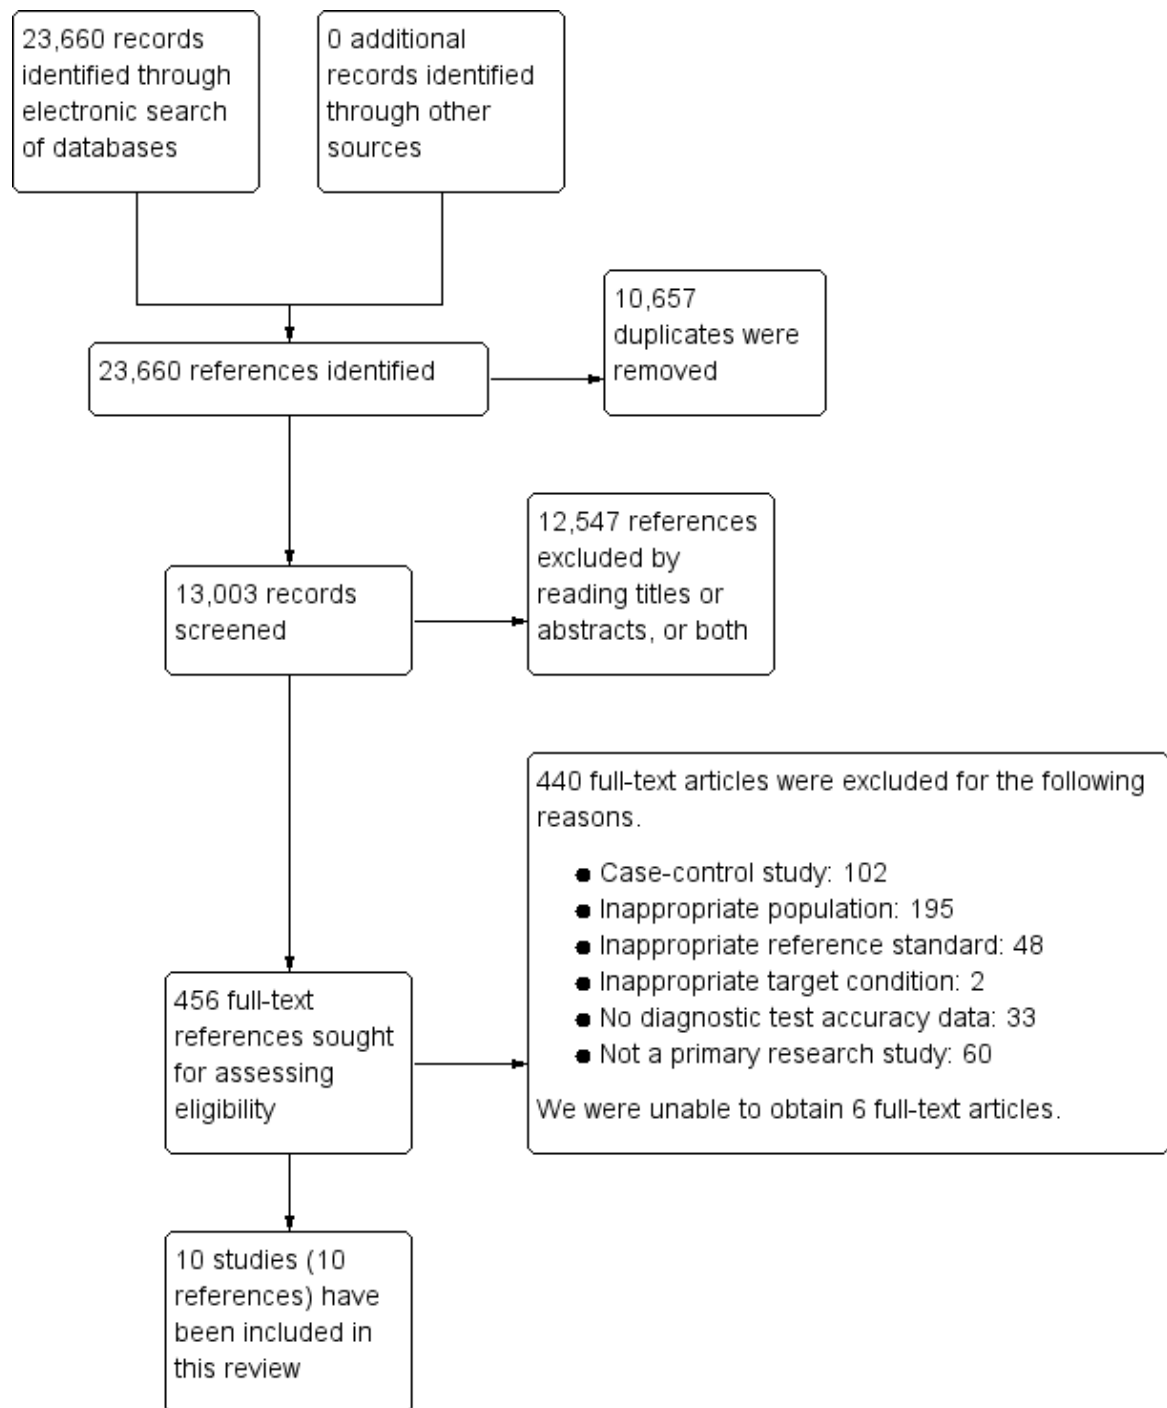 23,660 records
identified through
electronic search
of databases
0 additional
records identified
through other
sources
10,657
duplicates were
removed
23,660 references identified
12,547 references
excluded by
reading titles or
abstracts, or both
13,003 records
screened
440 full-text articles were excluded for the following
reasons.
● Case-control study: 102
● Inappropriate population: 195
● Inappropriate reference standard: 48
● Inappropriate target condition: 2
● No diagnostic test accuracy data: 33
● Not a primary research study: 60
We were unable to obtain 6 full-text articles.
456 full-text
references sought
for assessing
eligibility
10 studies (10
references) have
been included in
this review